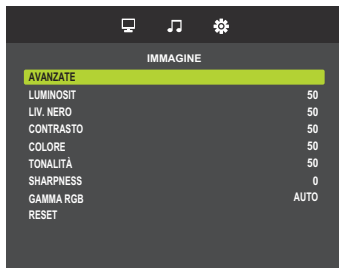 IMMAGINE
AVANZATE
LUMINOSIT 50
LIV. NERO 50
CONTRASTO 50
COLORE 50
TONALITÀ 50
SHARPNESS 0
GAMMA RGB AUTO
RESET